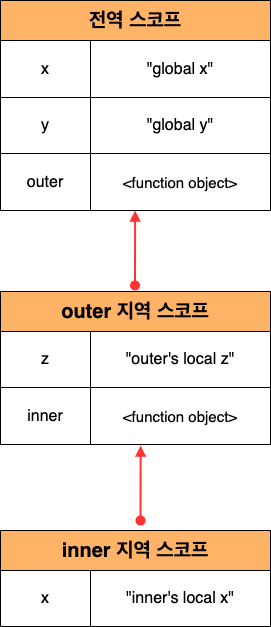 전역 스코프
x "global x"
y "global y"
outer <function object>
outer 지역 스코프
z "outer's local z"
inner <function object>
inner 지역 스코프
x "inner's local x"